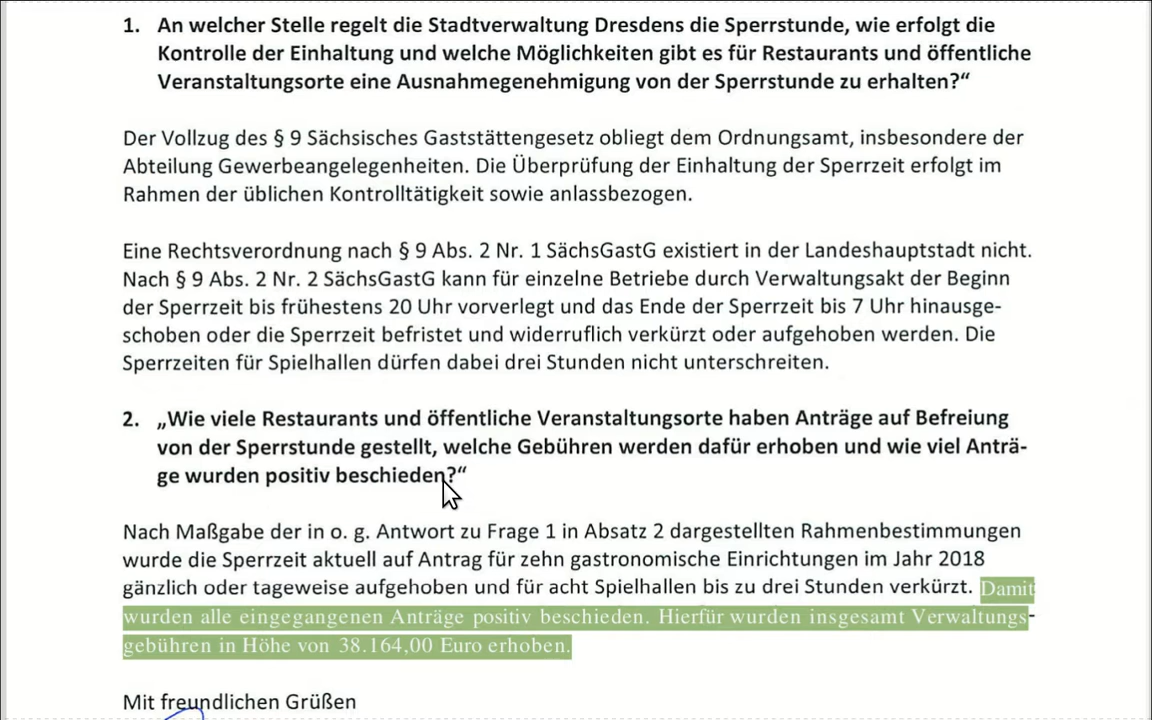 1. An welcher Stelle regelt die Stadtverwaltung Dresdens die Sperrstunde, wie erfolgt die
Kontrolle der Einhaltung und welche Möglichkeiten gibt es für Restaurants und öffentliche
Veranstaltungsorte eine Ausnahmegenehmigung von der Sperrstunde zu erhalten?“
Der Vollzug des § 9 Sächsisches Gaststättengesetz obliegt dem Ordnungsamt, insbesondere der
Abteilung Gewerbeangelegenheiten. Die Überprüfung der Einhaltung der Sperrzeit erfolgt im
Rahmen der üblichen Kontrolltätigkeit sowie anlassbezogen.
Eine Rechtsverordnung nach § 9 Abs. 2 Nr. 1 SächsGastG existiert in der Landeshauptstadt nicht.
Nach § 9 Abs. 2 Nr. 2 SächsGastG kann für einzelne Betriebe durch Verwaltungsakt der Beginn
der Sperrzeit bis frühestens 20 Uhr vorverlegt und das Ende der Sperrzeit bis 7 Uhr hinausge-
schoben oder die Sperrzeit befristet und widerruflich verkürzt oder aufgehoben werden. Die
Sperrzeiten für Spielhallen dürfen dabei drei Stunden nicht unterschreiten.
2. „Wie viele Restaurants und öffentliche Veranstaltungsorte haben Anträge auf Befreiung
von der Sperrstunde gestellt, welche Gebühren werden dafür erhoben und wie viel Anträ-
ge wurden positiv beschieden?“
Nach Maßgabe der in o. g. Antwort zu Frage 1 in Absatz 2 dargestellten Rahmenbestimmungen
wurde die Sperrzeit aktuell auf Antrag für zehn gastronomische Einrichtungen im Jahr 2018
gänzlich oder tageweise aufgehoben und für acht Spielhallen bis zu drei Stunden verkürzt. Damit
wurden alle eingegangenen Anträge positiv beschieden. Hierfür wurden insgesamt Verwaltungs-
gebühren in Höhe von 38.164,00 Euro erhoben.
Mit freundlichen Grüßen